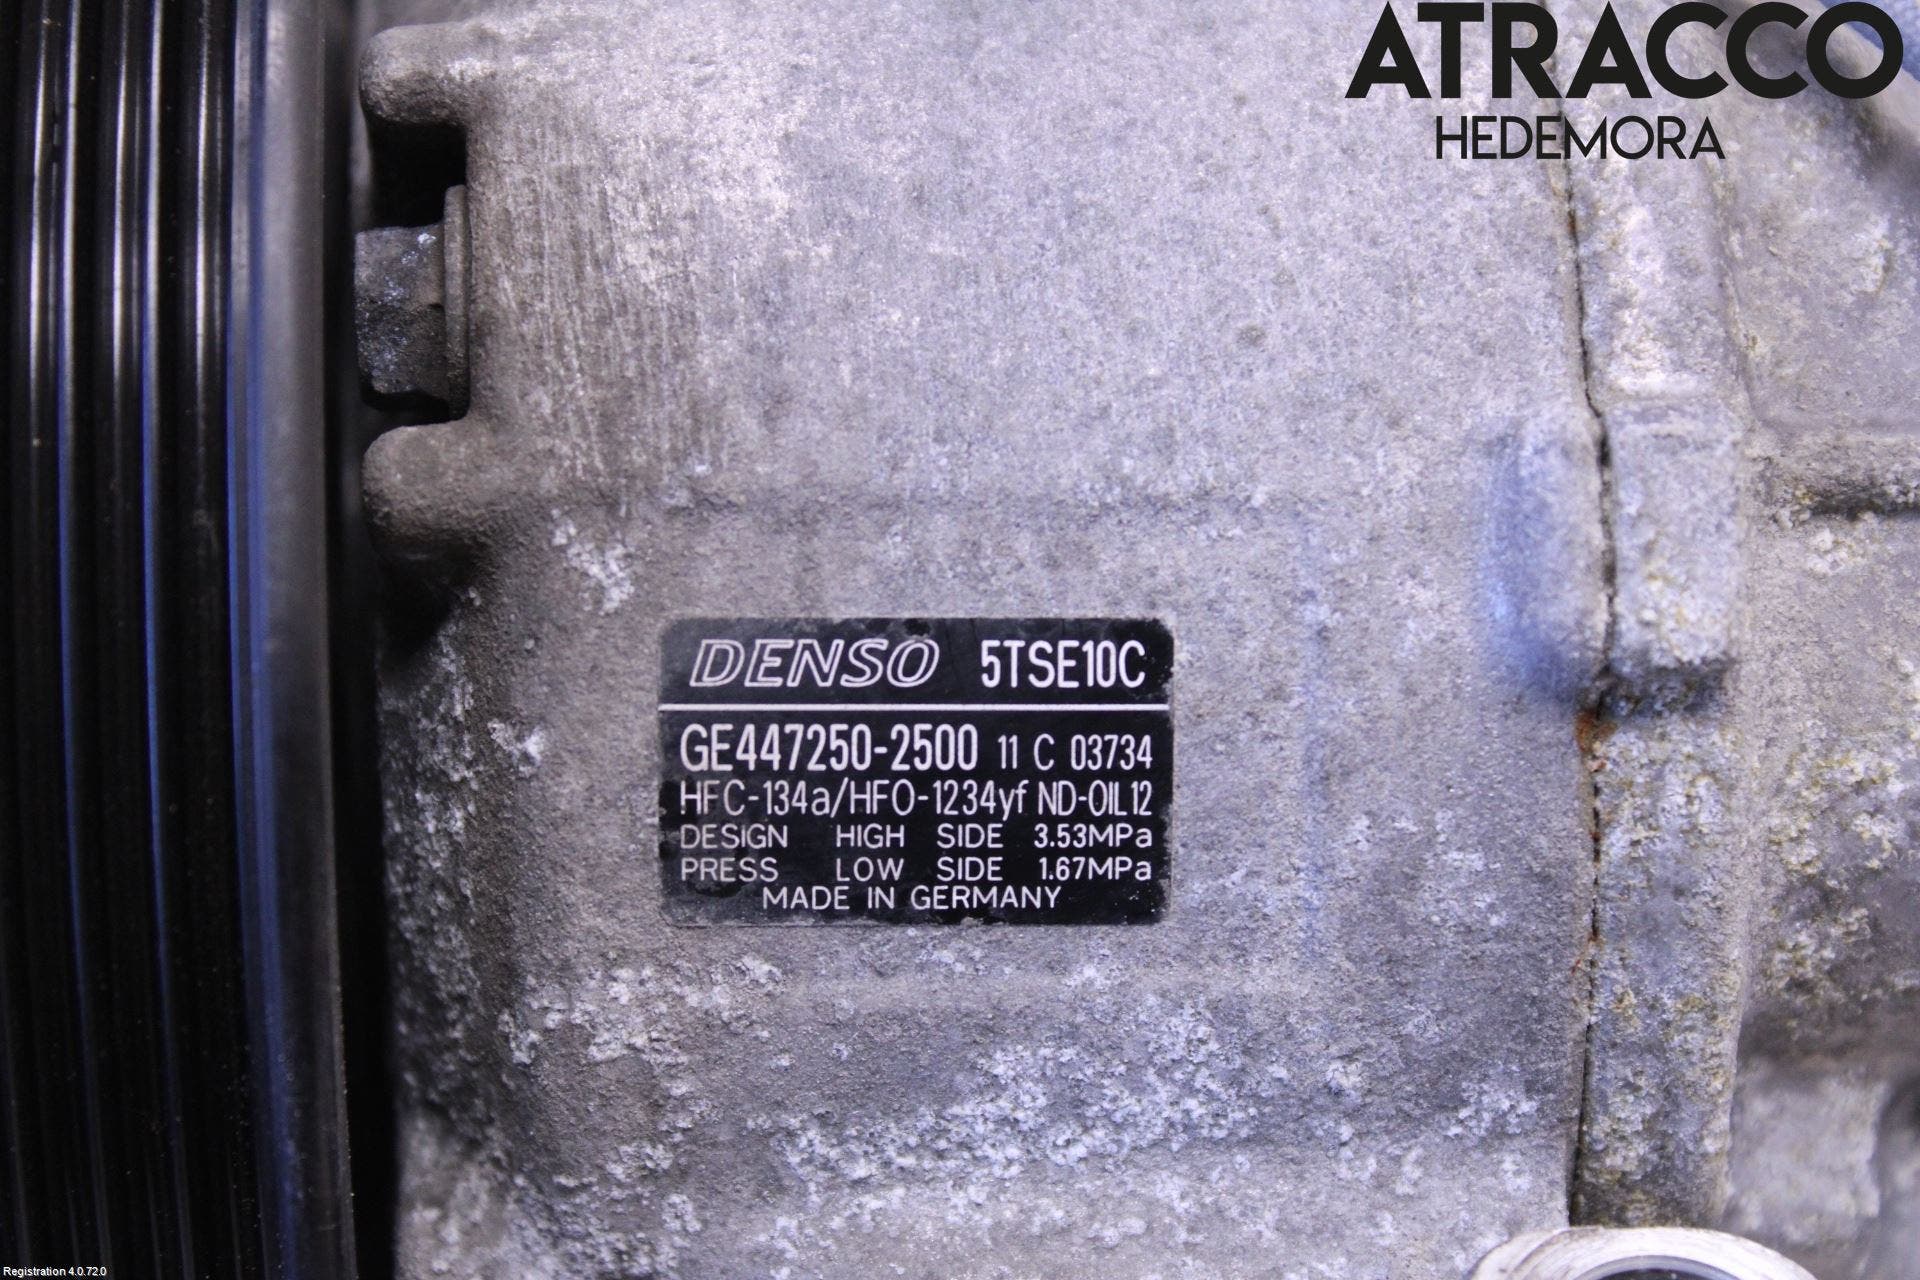 ATRACCO
HEDEMORA
DENSO 5TSE10C
GE447250-2500 11 C 03734
HFC-134a/HFO-1234yf ND-OIL12
DESIGN HIGH SIDE 3.53MPa
PRESS LOW SIDE 1.67MPa
MADE IN GERMANY
Registration 4.0.72.0